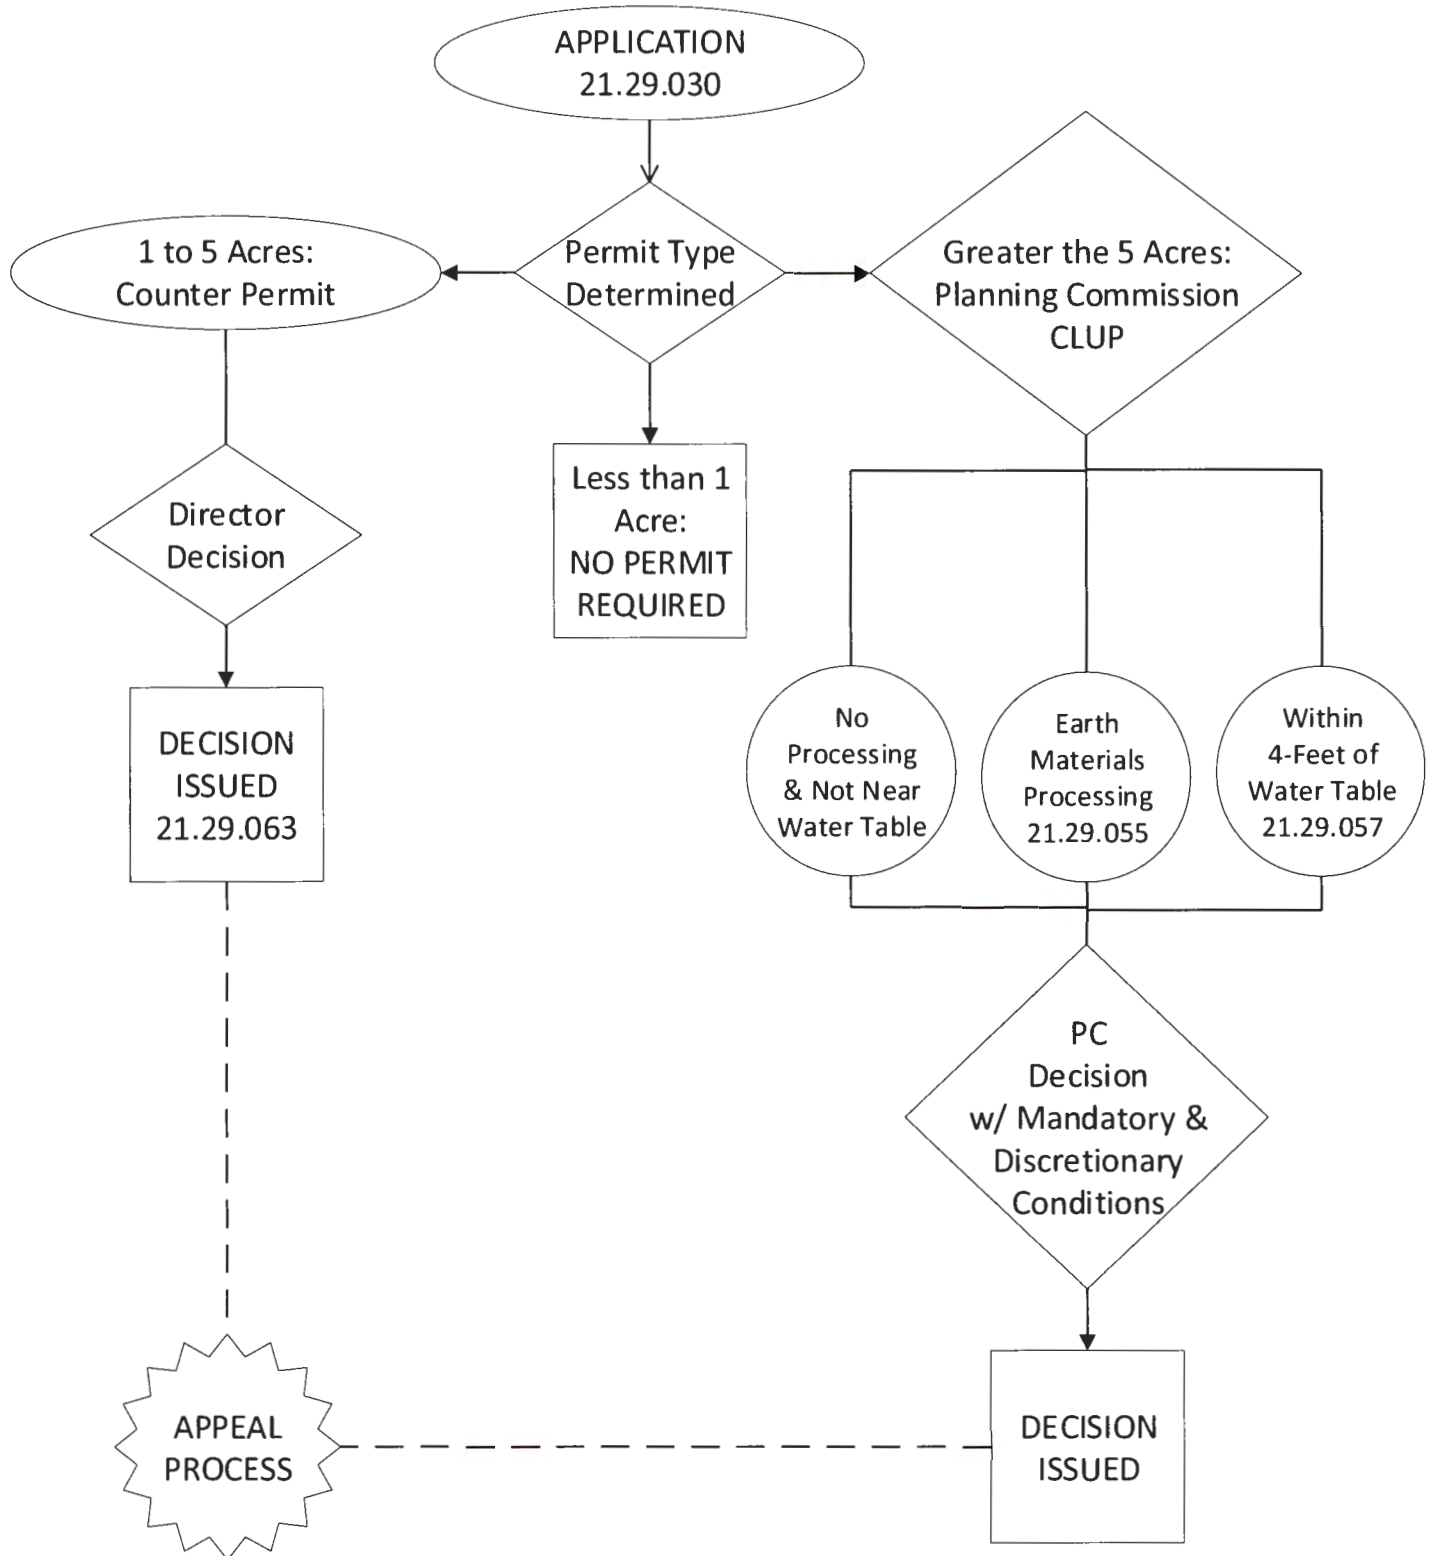 APPLICATION
21.29.030
1 to 5 Acres:
Counter Permit
Permit Type
Determined
Greater the 5 Acres:
Planning Commission
CLUP
Less than 1
Acre:
NO PERMIT
REQUIRED
Director
Decision
DECISION
ISSUED
21.29.063
No
Processing
& Not Near
Water Table
Earth
Materials
Processing
21.29.055
Within
4-Feet of
Water Table
21.29.057
PC
Decision
w/ Mandatory &
Discretionary
Conditions
APPEAL
PROCESS
DECISION
ISSUED